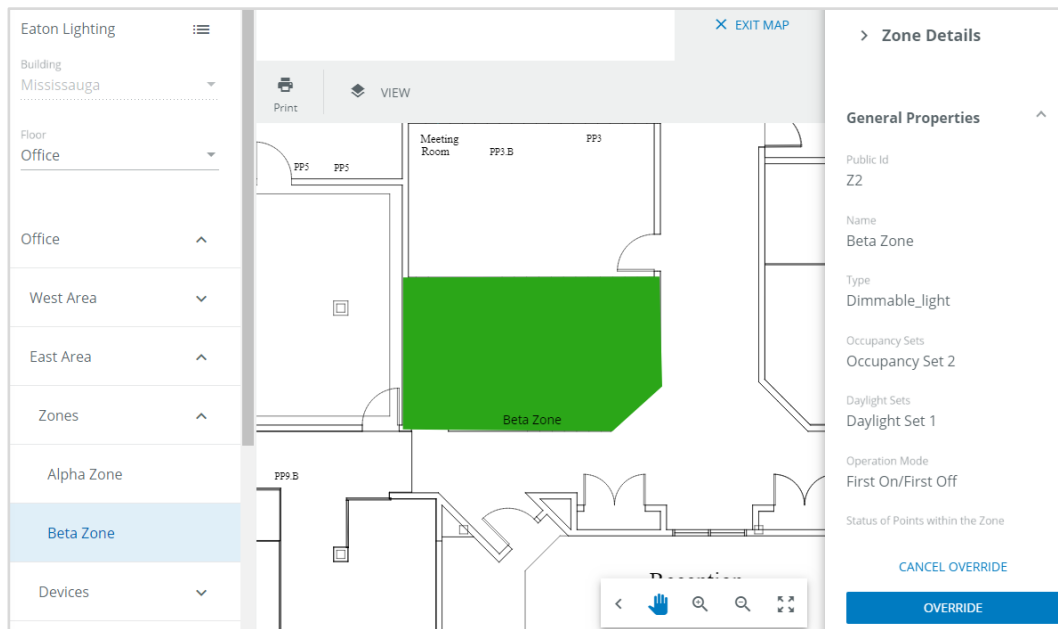 Eaton Lighting
Building
Mississauga
Floor
Office
Office
West Area
East Area
Zones
Alpha Zone
Beta Zone
Devices
EXIT MAP
Print
VIEW
Meeting
Room
PP3.B
PP3
PP5
PP5
Beta Zone
PP9.B
Reception
Zone Details
General Properties
Public Id
Z2
Name
Beta Zone
Type
Dimmable_light
Occupancy Sets
Occupancy Set 2
Daylight Sets
Daylight Set 1
Operation Mode
First On/First Off
Status of Points within the Zone
CANCEL OVERRIDE
OVERRIDE